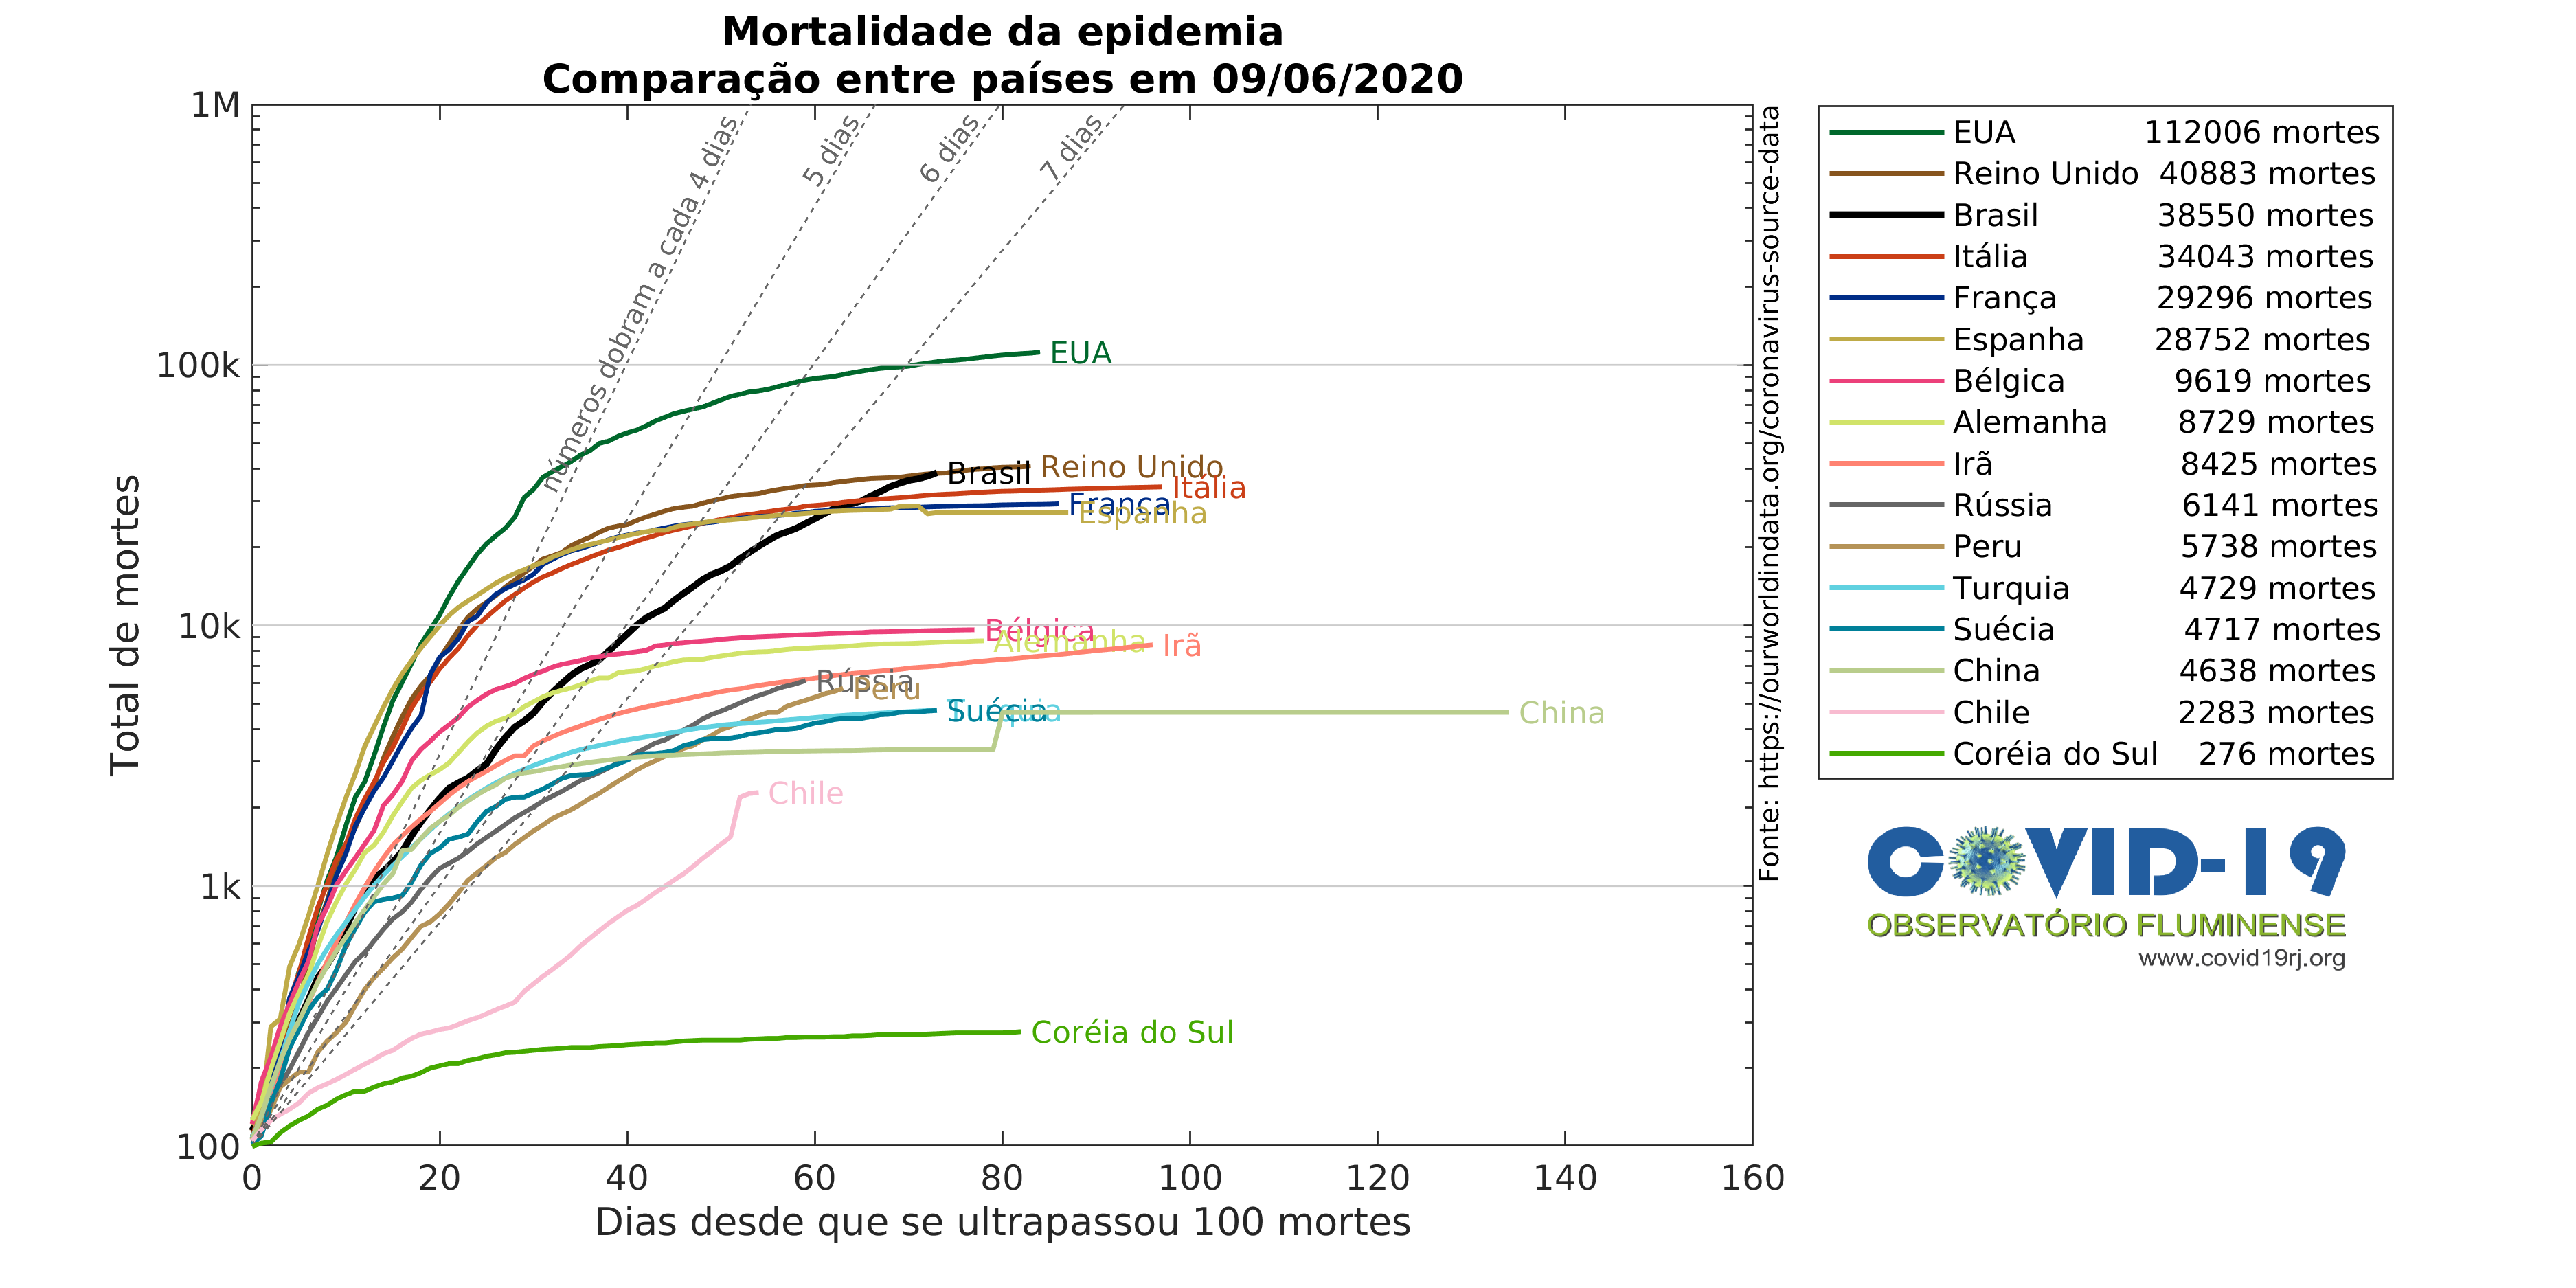 Mortalidade da epidemia
Comparação entre países em 09/06/2020
Total de mortes
1M
100k
10k
1k
100
números dobram a cada 4 dias
5 dias
6 dias
7 dias
EUA
Reino Unido
Brasil
Itália
França
Espanha
Bélgica
Alemanha
Irã
Rússia
Peru
Suécia
Turquia
China
Chile
Coréia do Sul
0 20 40 60 80 100 120 140 160
Dias desde que se ultrapassou 100 mortes
Fonte: https://ourworldindata.org/coronavirus-source-data
EUA 112006 mortes
Reino Unido 40883 mortes
Brasil 38550 mortes
Itália 34043 mortes
França 29296 mortes
Espanha 28752 mortes
Bélgica 9619 mortes
Alemanha 8729 mortes
Irã 8425 mortes
Rússia 6141 mortes
Peru 5738 mortes
Turquia 4729 mortes
Suécia 4717 mortes
China 4638 mortes
Chile 2283 mortes
Coréia do Sul 276 mortes
COVID-19
OBSERVATÓRIO FLUMINENSE
www.covid19rj.org